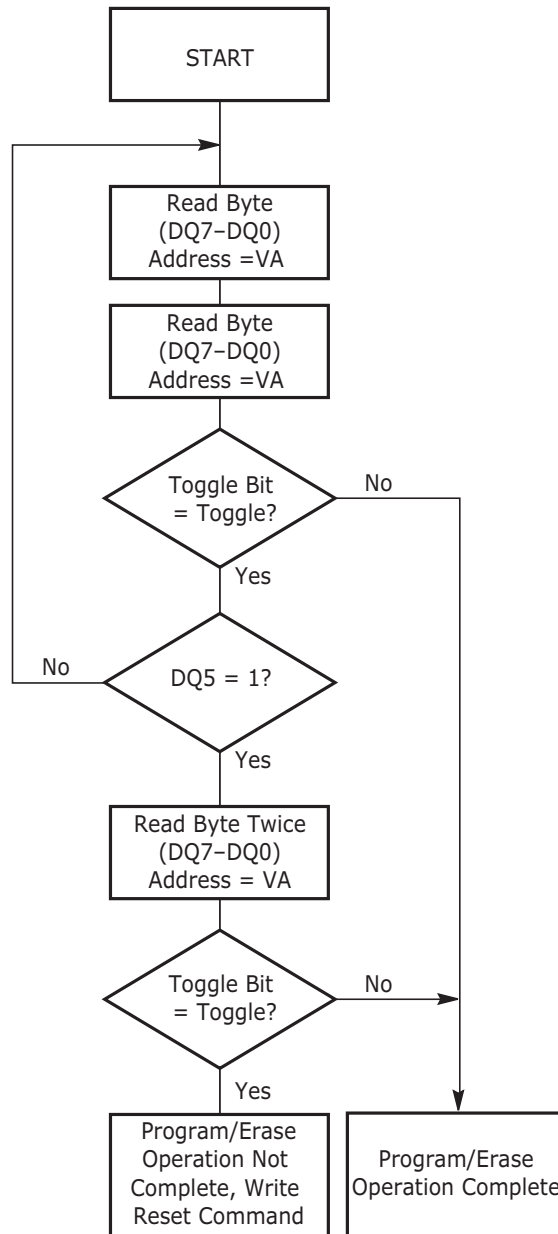 START
Read Byte
(DQ7–DQ0)
Address =VA
Read Byte
(DQ7–DQ0)
Address =VA
Toggle Bit
= Toggle?
No
Yes
No
DQ5 = 1?
Yes
Read Byte Twice
(DQ7–DQ0)
Address = VA
Toggle Bit
= Toggle?
No
Yes
Program/Erase
Operation Not
Complete, Write
Reset Command
Program/Erase
Operation Complete